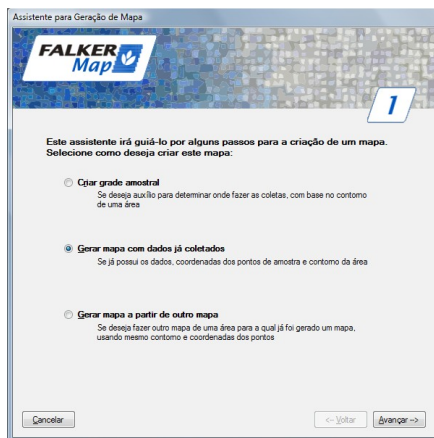 Assistente para Geração de Mapa
FALKER
Map
1
Este assistente irá guiá-lo por alguns passos para a criação de um mapa.
Selecione como deseja criar este mapa:
Criar grade amostral
Se deseja auxílio para determinar onde fazer as coletas, com base no contorno
de uma área
Gerar mapa com dados já coletados
Se já possui os dados, coordenadas dos pontos de amostra e contorno da área
Gerar mapa a partir de outro mapa
Se deseja fazer outro mapa de uma área para a qual já foi gerado um mapa,
usando mesmo contorno e coordenadas dos pontos
Cancelar
<-- Voltar
Avançar -->